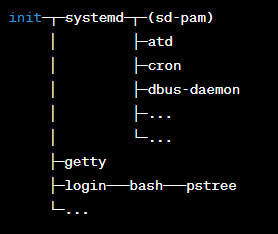 init─┬─systemd─┬─(sd-pam)
     │         ├─atd
     │         ├─cron
     │         ├─dbus-daemon
     │         ├─...
     │         └─...
     ├─getty
     ├─login───bash───pstree
     └─...